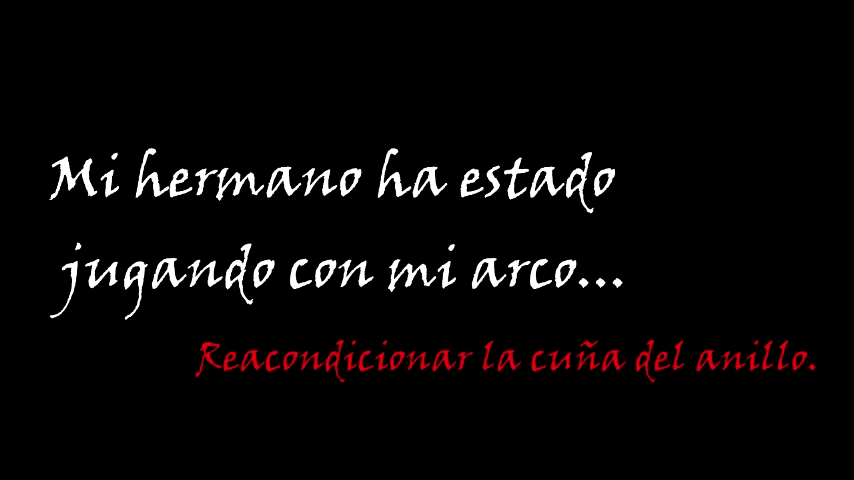 Mi hermano ha estado
jugando con mi arco...
Reacondicionar la cuña del anillo.